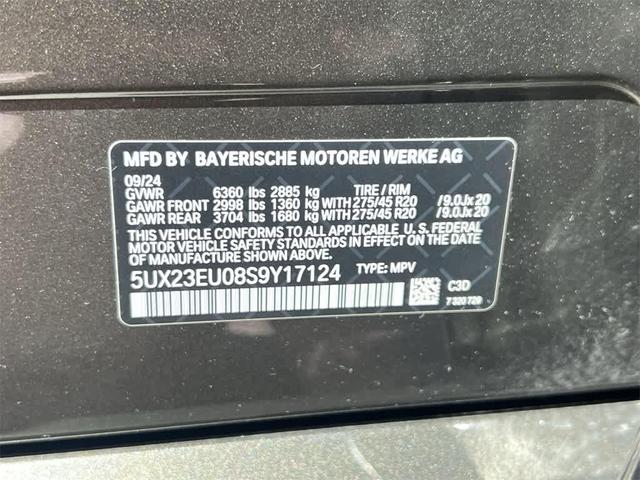 MFD BY BAYERISCHE MOTOREN WERKE AG
09/24
GVWR 6360 lbs 2885 kg TIRE / RIM
GAWR FRONT 2998 lbs 1360 kg WITH 275/45 R20 /9.0Jx20
GAWR REAR 3704 lbs 1680 kg WITH 275/45 R20 /9.0Jx20
THIS VEHICLE CONFORMS TO ALL APPLICABLE U. S. FEDERAL
MOTOR VEHICLE SAFETY STANDARDS IN EFFECT ON THE DATE
OF MANUFACTURE SHOWN ABOVE.
5UX23EU08S9Y17124 TYPE: MPV
C3D
7 320 729